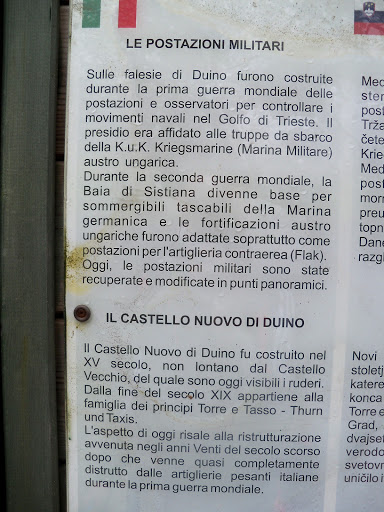 LE POSTAZIONI MILITARI
Sulle falesie di Duino furono costruite
durante la prima guerra mondiale delle
postazioni e osservatori per controllare i
movimenti navali nel Golfo di Trieste. Il
presidio era affidato alle truppe da sbarco
della K.u.K. Kriegsmarine (Marina Militare)
austro ungarica.
Durante la seconda guerra mondiale, la
Baia di Sistiana divenne base per
sommergibili tascabili della Marina
germanica e le fortificazioni austro
ungariche furono adattate soprattutto come
postazioni per l'artiglieria contraerea (Flak).
Oggi, le postazioni militari sono state
recuperate e modificate in punti panoramici.
IL CASTELLO NUOVO DI DUINO
Il Castello Nuovo di Duino fu costruito nel
XV secolo, non lontano dal Castello
Vecchio, del quale sono oggi visibili i ruderi.
Dalla fine del secolo XIX appartiene alla
famiglia dei principi Torre e Tasso - Thurn
und Taxis.
L'aspetto di oggi risale alla ristrutturazione
avvenuta negli anni Venti del secolo scorso
dopo che venne quasi completamente
distrutto dalle artiglierie pesanti italiane
durante la prima guerra mondiale.
Med
sten
post
Trža
čete
Krie
Med
post
morn
preu
topn
Dane
razgl
Novi
stoletj
katere
konca
Torre e
Grad,
dvajset
verodo
svetovn
uničilo i